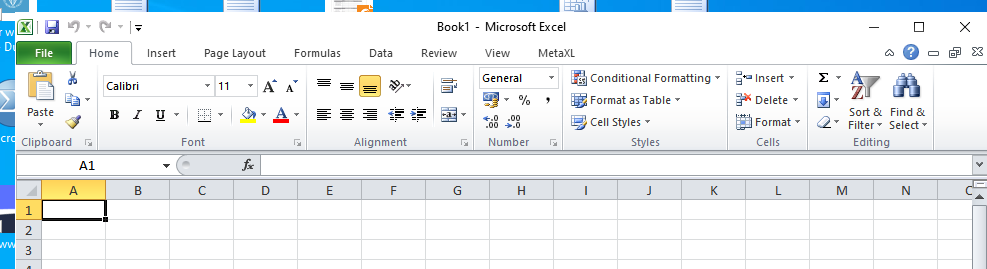 Book1 - Microsoft Excel
File Home Insert Page Layout Formulas Data Review View MetaXL
Calibri 11 A A General Conditional Formatting Insert Σ
Paste Format as Table Delete Sort & Find &
B I U A % , Cell Styles Format Filter Select
Clipboard Font Alignment Number Styles Cells Editing
A1 fx
A B C D E F G H I J K L M N
1
2
3